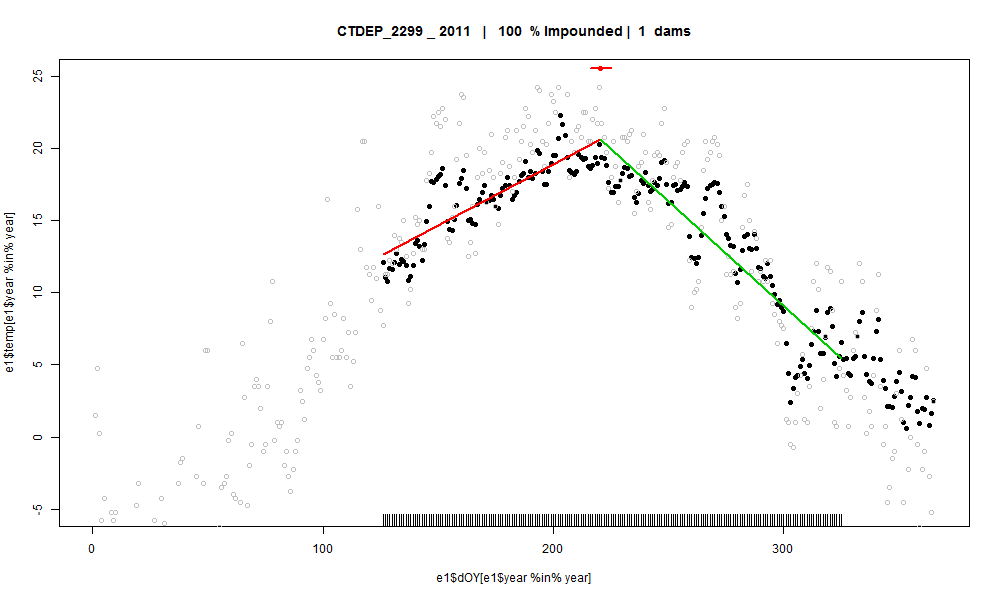 CTDEP_2299 _ 2011 | 100 % Impounded | 1 dams
25
20
15
10
5
0
-5
e1$temp[e1$year %in% year]
0 100 200 300
e1$dOY[e1$year %in% year]